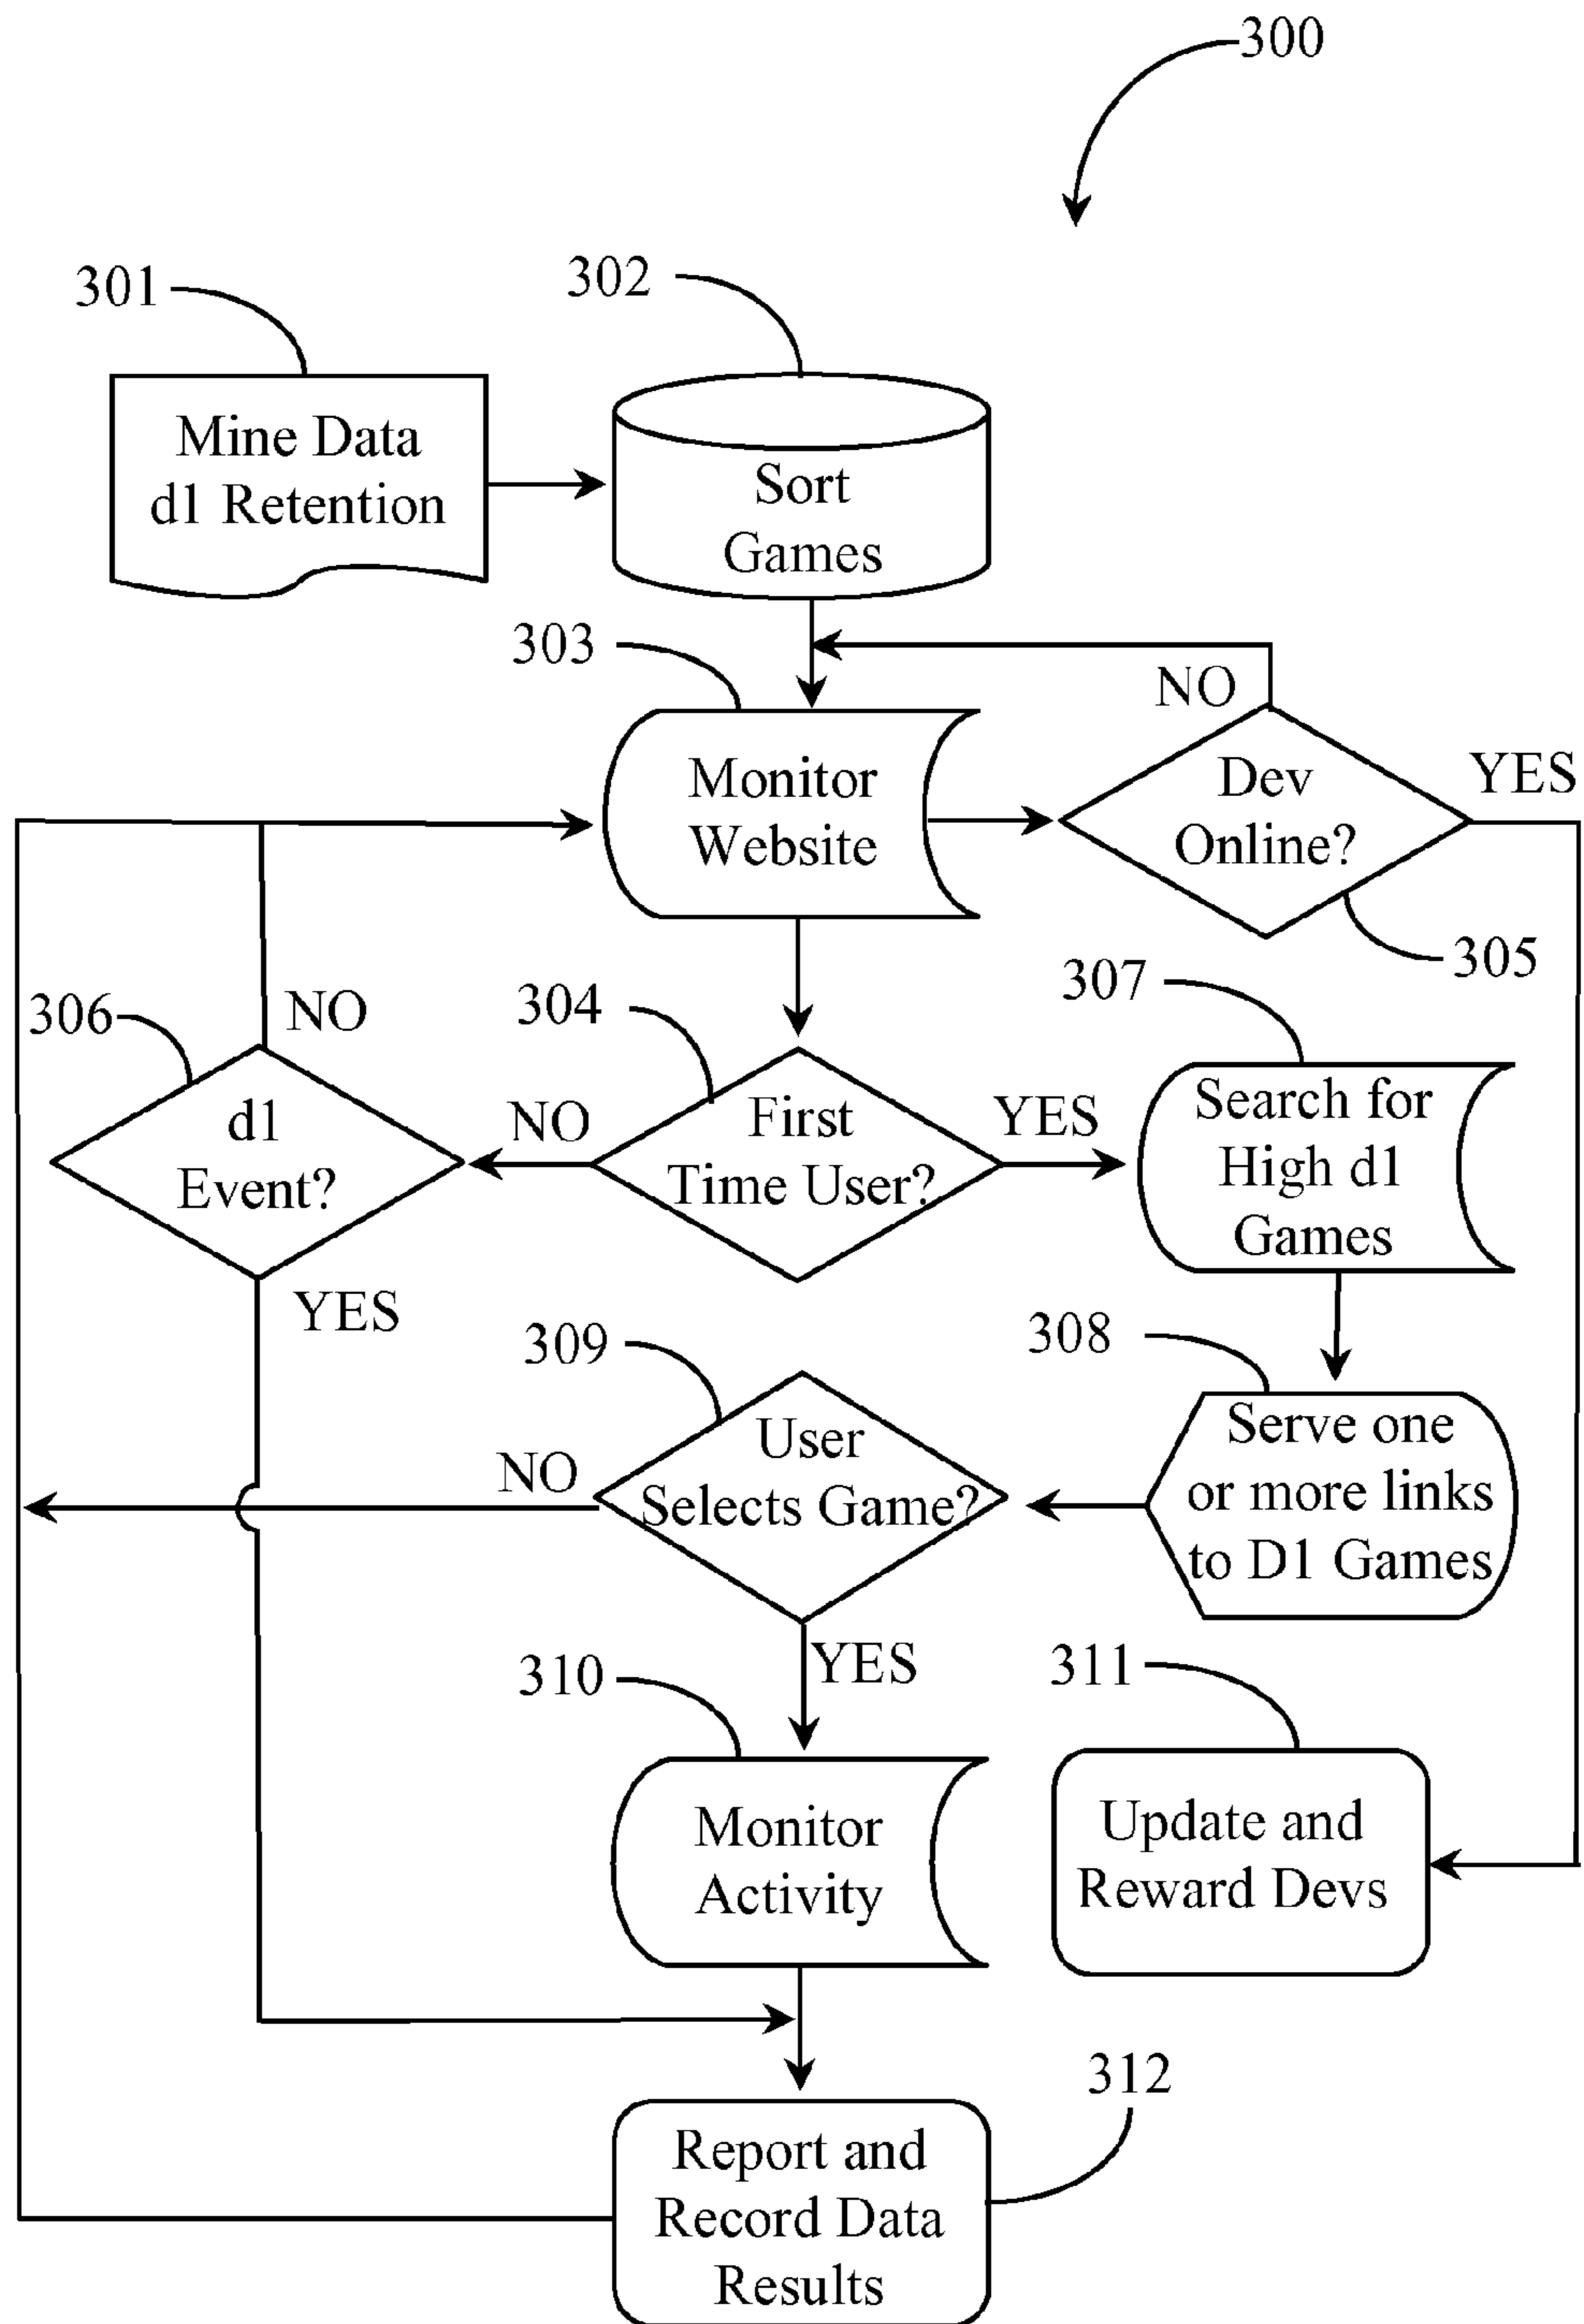 300
301
302
Mine Data
d1 Retention
Sort
Games
303
NO
Monitor
Website
Dev
Online?
YES
305
307
304
306
NO
d1
Event?
NO
First
Time User?
YES
Search for
High d1
Games
YES
309
308
User
Selects Game?
NO
Serve one
or more links
to D1 Games
YES
310
311
Monitor
Activity
Update and
Reward Devs
312
Report and
Record Data
Results